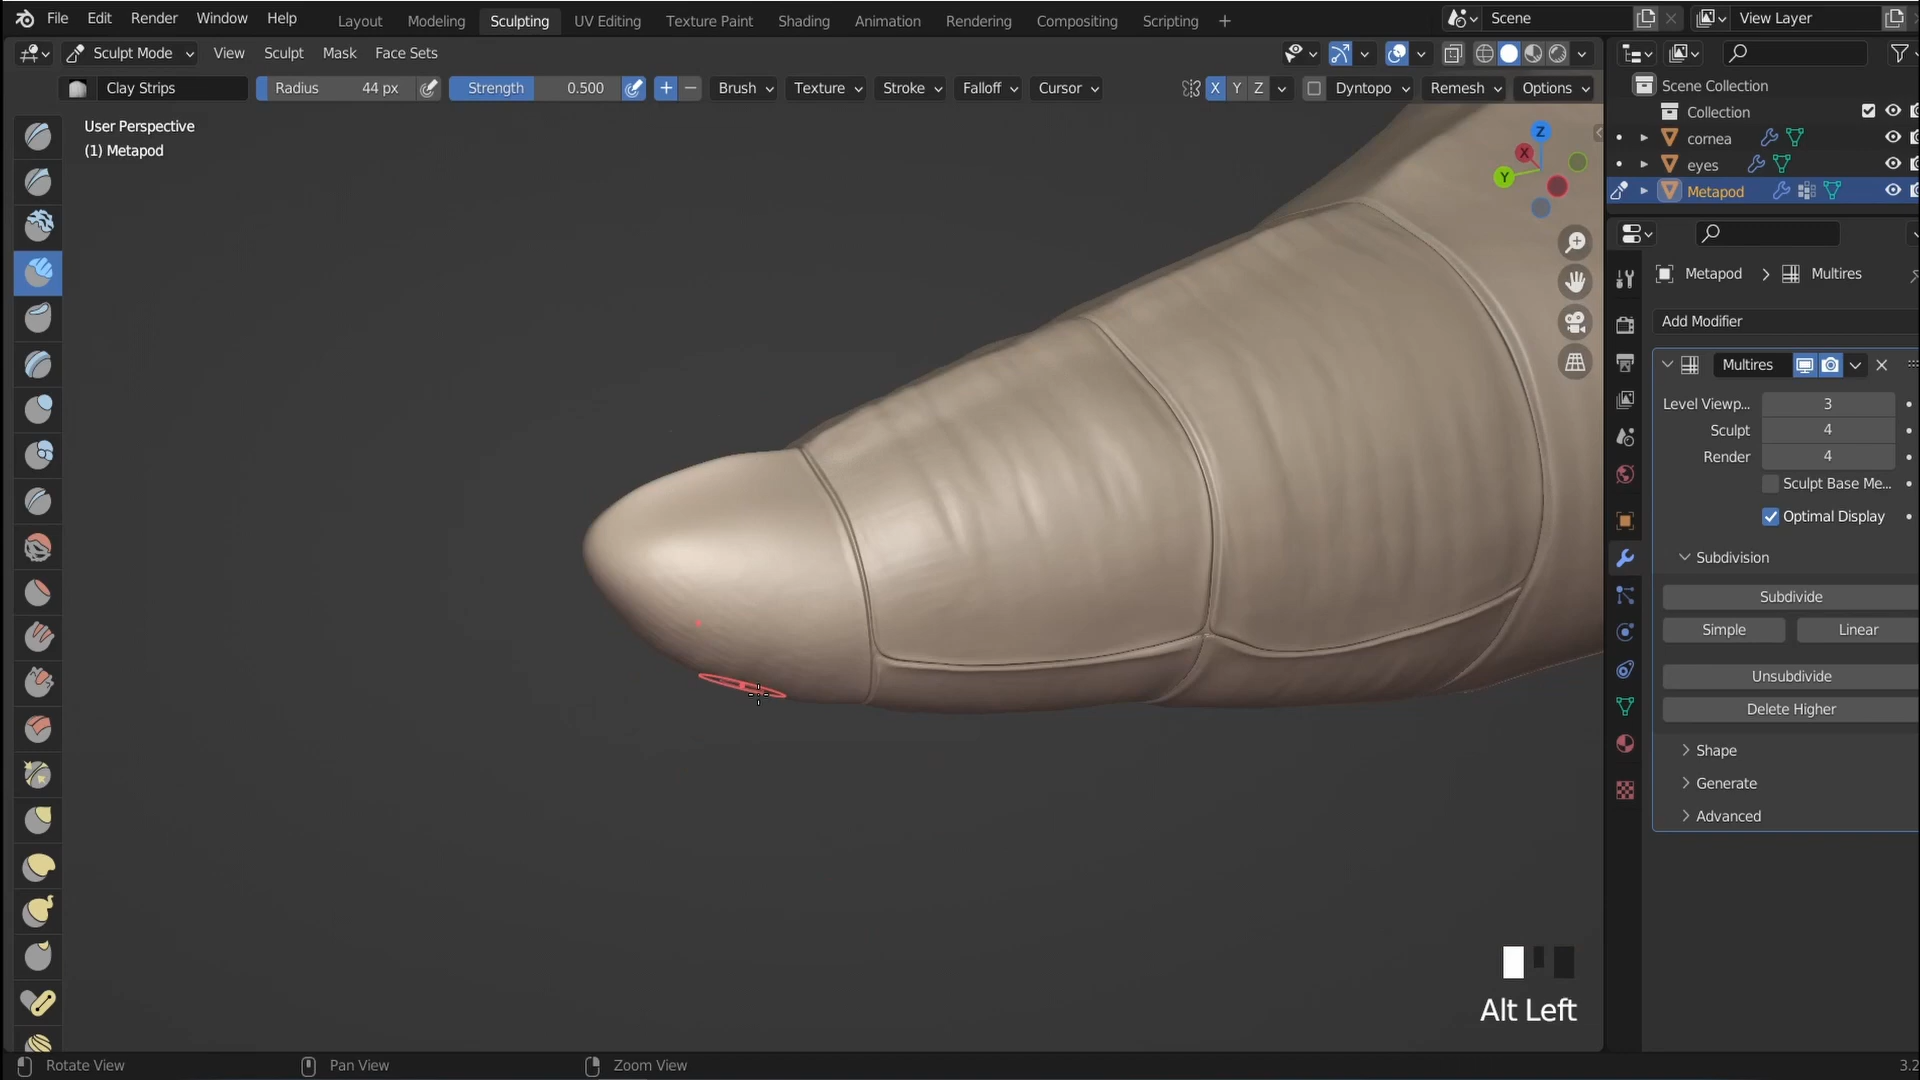 File Edit Render Window Help
Layout Modeling Sculpting UV Editing Texture Paint Shading Animation Rendering Compositing Scripting +
Scene
View Layer
Sculpt Mode View Sculpt Mask Face Sets
Clay Strips
Radius 44 px
Strength 0.500
Brush Texture Stroke Falloff Cursor
X Y Z
Dyntopo Remesh Options
User Perspective
(1) Metapod
Z
X
Y
Scene Collection
Collection
cornea
eyes
Metapod
Metapod > Multires
Add Modifier
Multires
Level Viewp... 3
Sculpt 4
Render 4
Sculpt Base Me...
Optimal Display
Subdivision
Subdivide
Simple Linear
Unsubdivide
Delete Higher
Shape
Generate
Advanced
Alt Left
Rotate View Pan View Zoom View
3.2